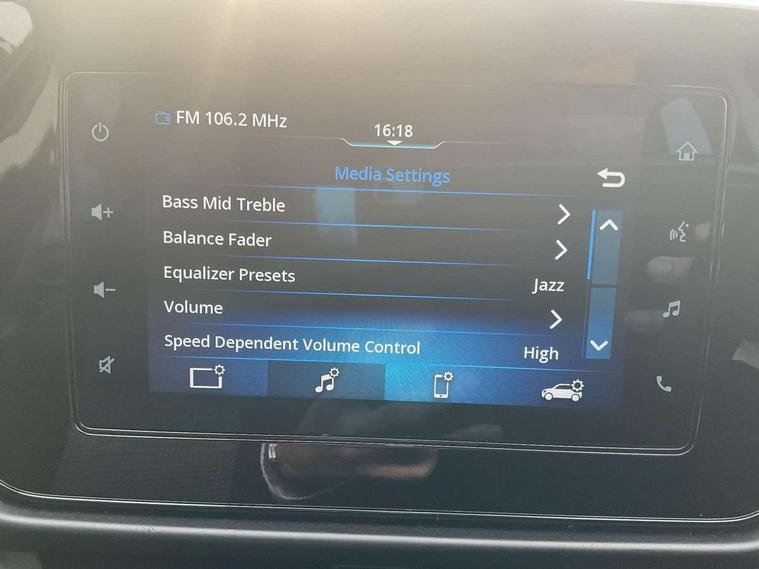 FM 106.2 MHz
16:18
Media Settings
Bass Mid Treble
Balance Fader
Equalizer Presets
Jazz
Volume
Speed Dependent Volume Control
High